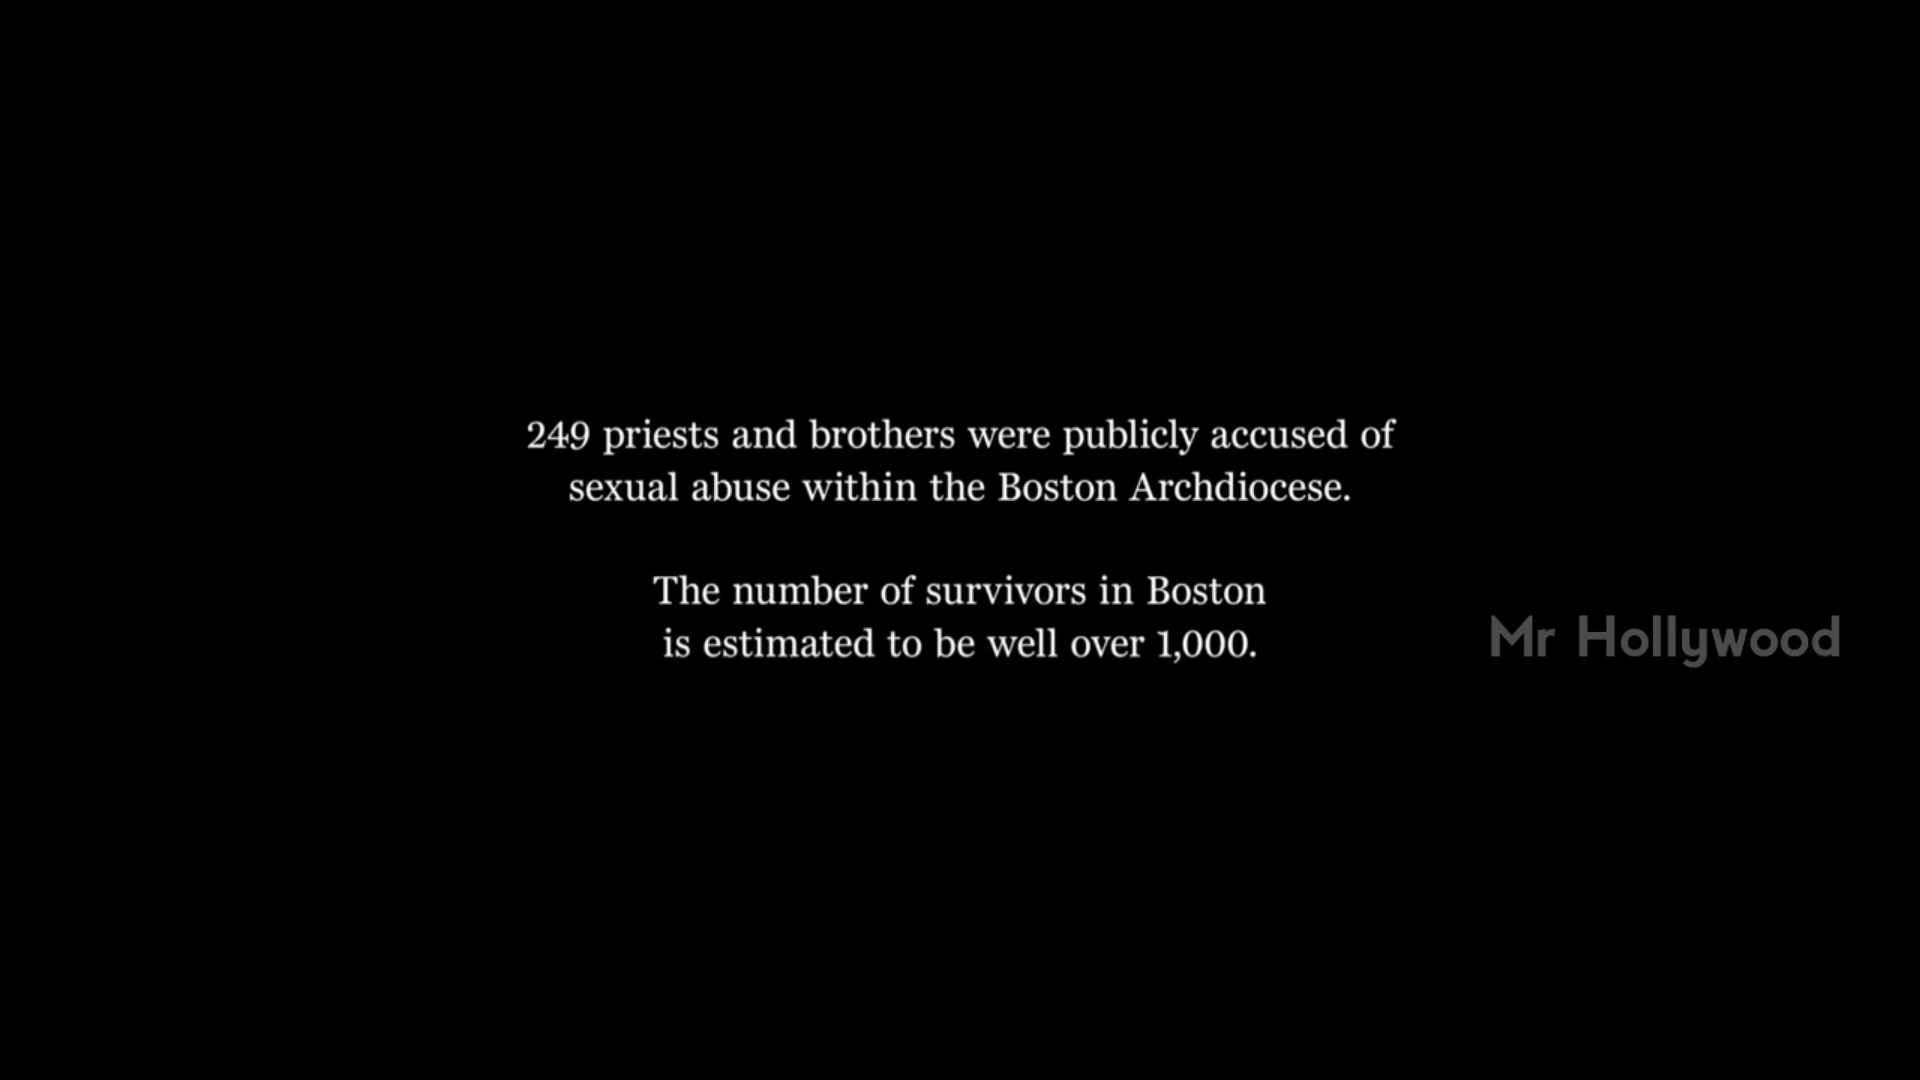 249 priests and brothers were publicly accused of
sexual abuse within the Boston Archdiocese.
The number of survivors in Boston
is estimated to be well over 1,000.
Mr Hollywood